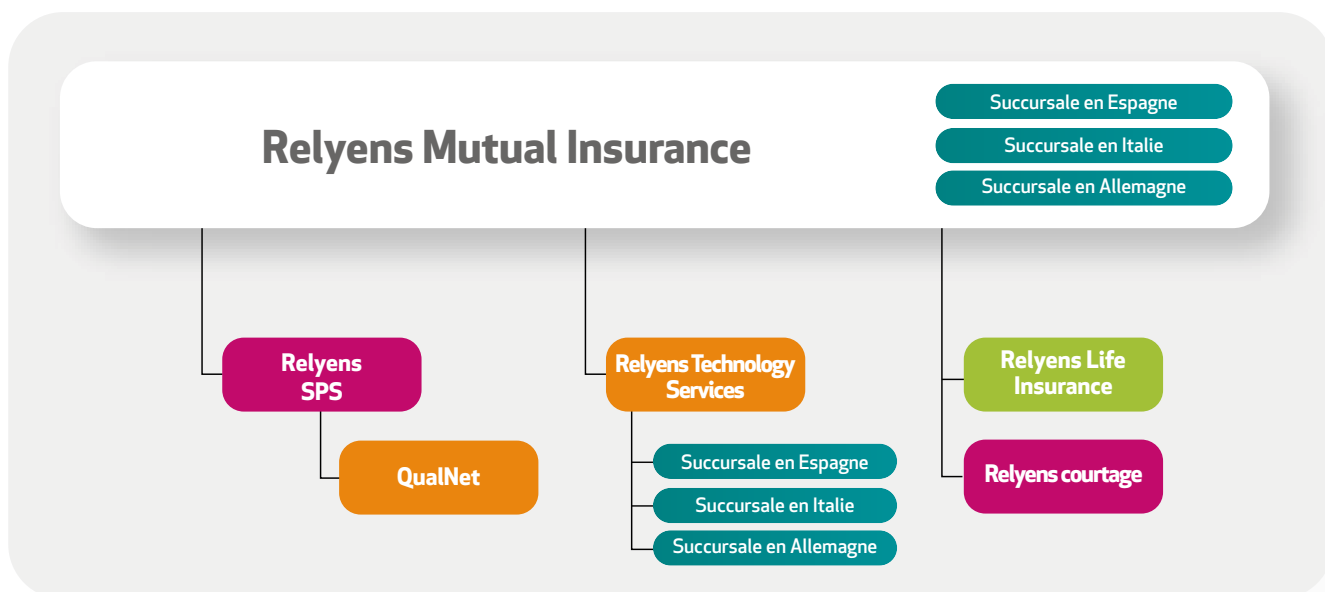 Relyens Mutual Insurance
Succursale en Espagne
Succursale en Italie
Succursale en Allemagne
Relyens
SPS
QualNet
Relyens Technology
Services
Succursale en Espagne
Succursale en Italie
Succursale en Allemagne
Relyens Life
Insurance
Relyens courtage